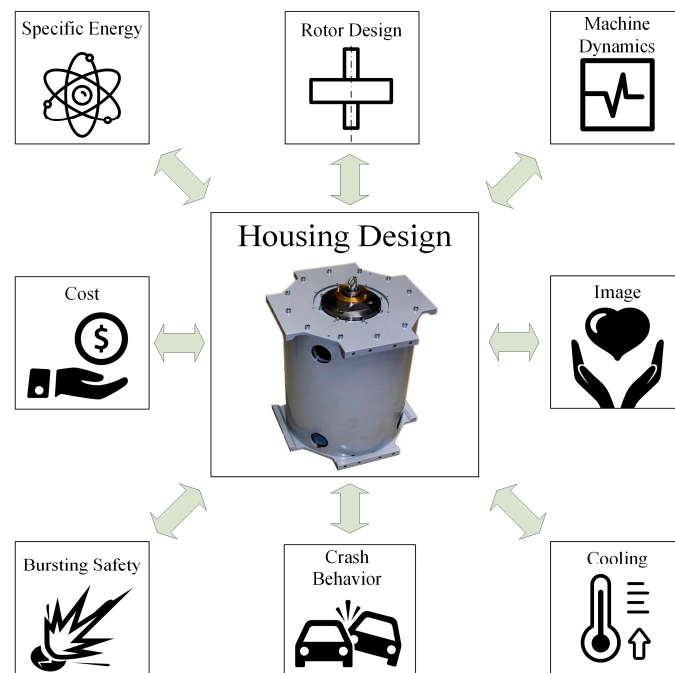 Specific Energy
Rotor Design
Machine
Dynamics
Housing Design
Cost
$
Image
Bursting Safety
Crash
Behavior
Cooling